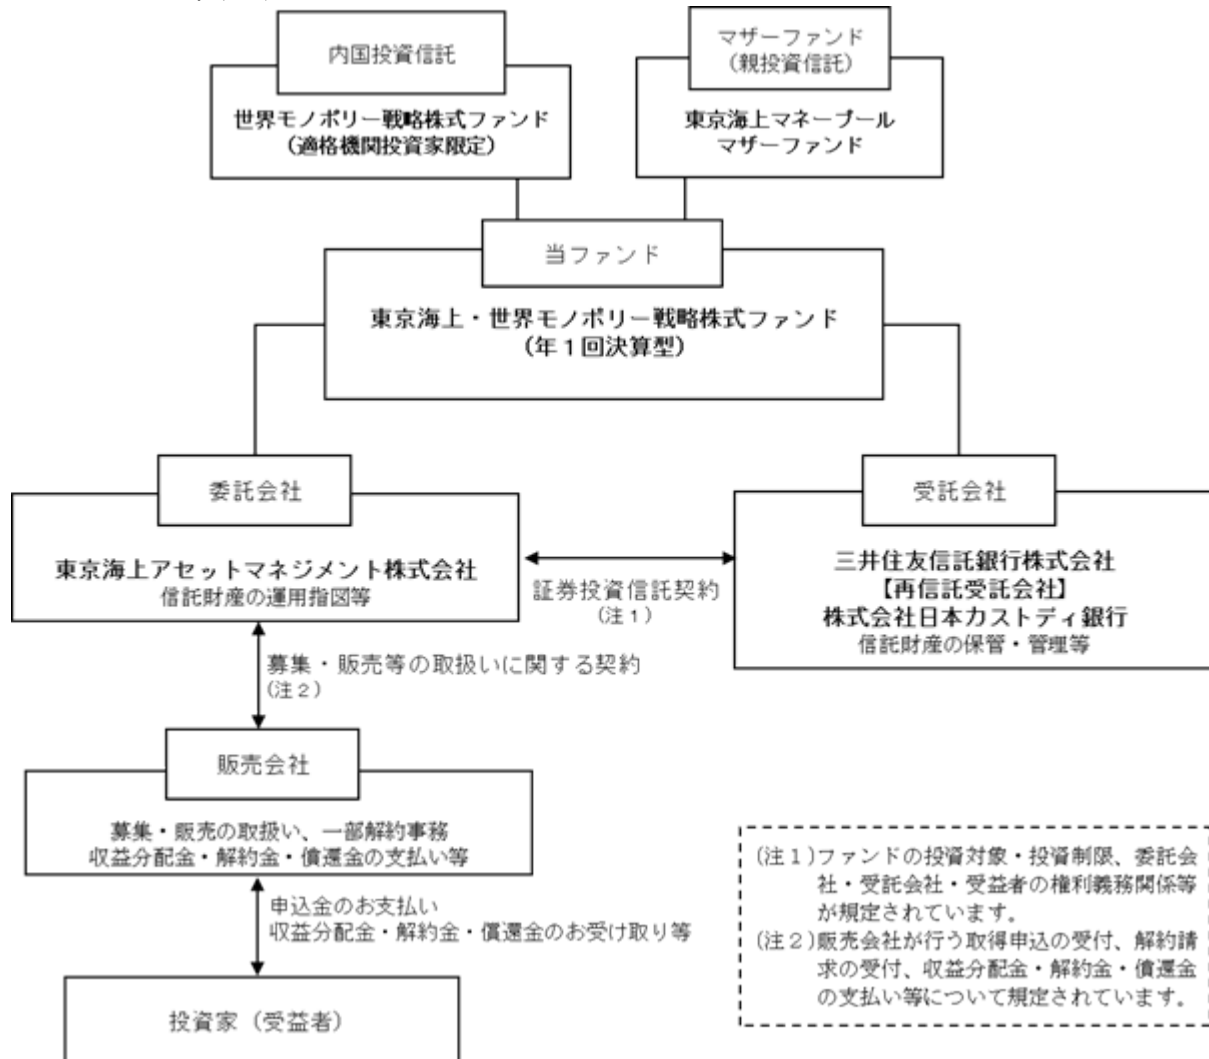 内国投資信託
世界モノポリー戦略株式ファンド
(適格機関投資家限定)
マザーファンド
(親投資信託)
東京海上マネープール
マザーファンド
当ファンド
東京海上・世界モノポリー戦略株式ファンド
(年1回決算型)
委託会社
東京海上アセットマネジメント株式会社
信託財産の運用指図等
証券投資信託契約
(注1)
受託会社
三井住友信託銀行株式会社
【再信託受託会社】
株式会社日本カストディ銀行
信託財産の保管・管理等
募集・販売等の取扱いに関する契約
(注2)
販売会社
募集・販売の取扱い、一部解約事務
収益分配金・解約金・償還金の支払い等
申込金のお支払い
収益分配金・解約金・償還金のお受け取り等
投資家(受益者)
(注1)ファンドの投資対象・投資制限、委託会
社・受託会社・受益者の権利義務関係等
が規定されています。
(注2)販売会社が行う取得申込の受付、解約請
求の受付、収益分配金・解約金・償還金
の支払い等について規定されています。